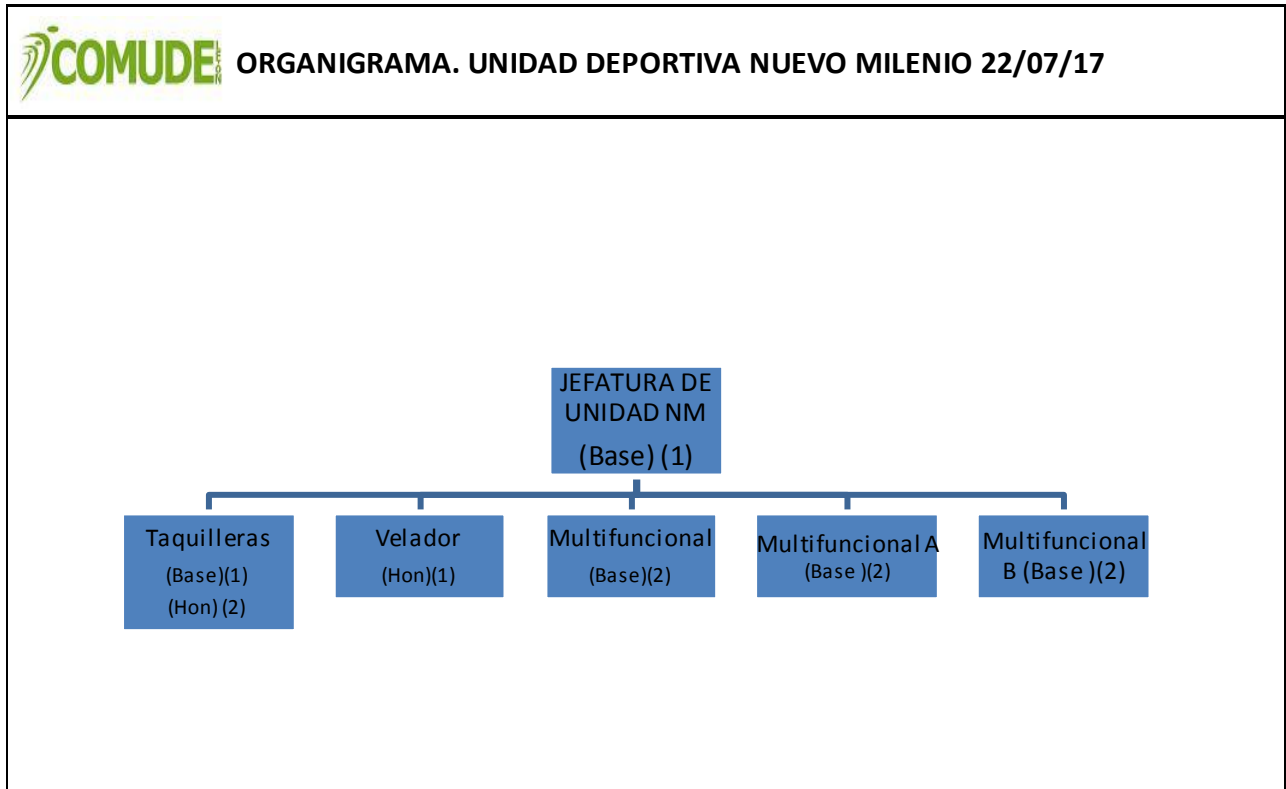 COMUDE LEON
ORGANIGRAMA. UNIDAD DEPORTIVA NUEVO MILENIO 22/07/17
JEFATURA DE
UNIDAD NM
(Base) (1)
Taquilleras
(Base)(1)
(Hon) (2)
Velador
(Hon)(1)
Multifuncional
(Base)(2)
Multifuncional A
(Base )(2)
Multifuncional
B (Base )(2)